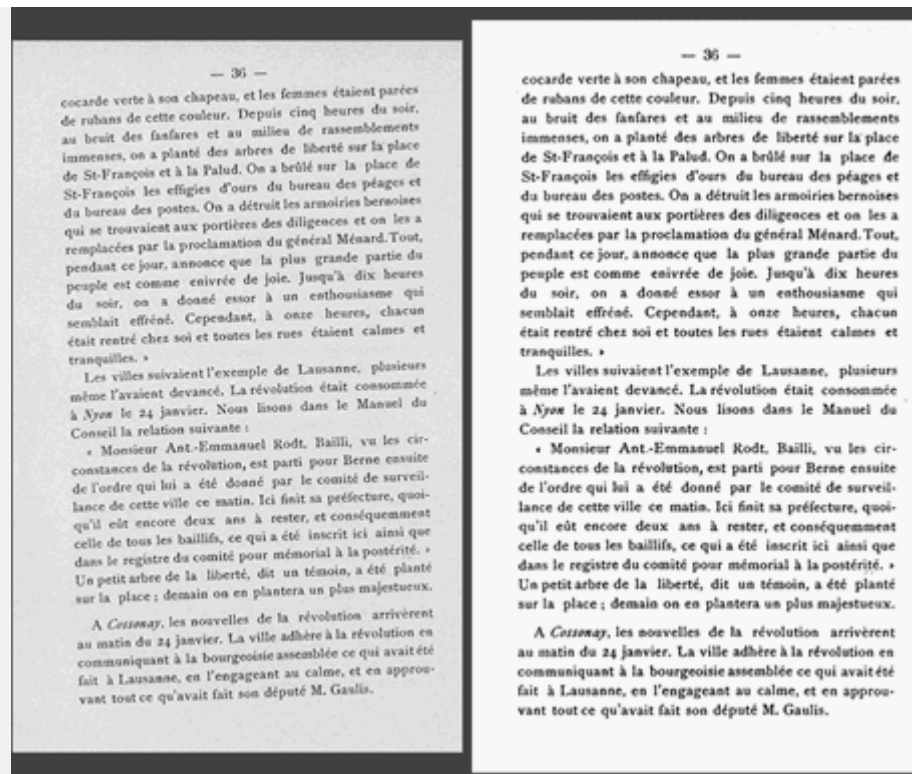 — 36 —
cocarde verte à son chapeau, et les femmes étaient parées
de rubans de cette couleur. Depuis cinq heures du soir,
au bruit des fanfares et au milieu de rassemblements
immenses, on a planté des arbres de liberté sur la place
de St-François et à la Palud. On a brûlé sur la place de
St-François les effigies d'ours du bureau des péages et
du bureau des postes. On a détruit les armoiries bernoises
qui se trouvaient aux portières des diligences et on les a
remplacées par la proclamation du général Ménard. Tout,
pendant ce jour, annonce que la plus grande partie du
peuple est comme enivrée de joie. Jusqu'à dix heures
du soir, on a donné essor à un enthousiasme qui
semblait effréné. Cependant, à onze heures, chacun
était rentré chez soi et toutes les rues étaient calmes et
tranquilles. »
Les villes suivaient l'exemple de Lausanne, plusieurs
même l'avaient devancé. La révolution était consommée
à Nyon le 24 janvier. Nous lisons dans le Manuel du
Conseil la relation suivante :
« Monsieur Ant.-Emmanuel Rodt. Bailli, vu les cir-
constances de la révolution, est parti pour Berne ensuite
de l'ordre qui lui a été donné par le comité de surveil-
lance de cette ville ce matin. Ici finit sa préfecture, quoi-
qu'il eût encore deux ans à rester, et conséquemment
celle de tous les baillifs, ce qui a été inscrit ici ainsi que
dans le registre du comité pour mémorial à la postérité. »
Un petit arbre de la liberté, dit un témoin, a été planté
sur la place ; demain on en plantera un plus majestueux.
A Cossonay, les nouvelles de la révolution arrivèrent
au matin du 24 janvier. La ville adhère à la révolution en
communiquant à la bourgeoisie assemblée ce qui avait été
fait à Lausanne, en l'engageant au calme, et en approu-
vant tout ce qu'avait fait son député M. Gaulis.
— 36 —
cocarde verte à son chapeau, et les femmes étaient parées
de rubans de cette couleur. Depuis cinq heures du soir,
au bruit des fanfares et au milieu de rassemblements
immenses, on a planté des arbres de liberté sur la place
de St-François et à la Palud. On a brûlé sur la place de
St-François les effigies d'ours du bureau des péages et
du bureau des postes. On a détruit les armoiries bernoises
qui se trouvaient aux portières des diligences et on les a
remplacées par la proclamation du général Ménard. Tout,
pendant ce jour, annonce que la plus grande partie du
peuple est comme enivrée de joie. Jusqu'à dix heures
du soir, on a donné essor à un enthousiasme qui
semblait effréné. Cependant, à onze heures, chacun
était rentré chez soi et toutes les rues étaient calmes et
tranquilles. »
Les villes suivaient l'exemple de Lausanne, plusieurs
même l'avaient devancé. La révolution était consommée
à Nyon le 24 janvier. Nous lisons dans le Manuel du
Conseil la relation suivante :
« Monsieur Ant.-Emmanuel Rodt. Bailli, vu les cir-
constances de la révolution, est parti pour Berne ensuite
de l'ordre qui lui a été donné par le comité de surveil-
lance de cette ville ce matin. Ici finit sa préfecture, quoi-
qu'il eût encore deux ans à rester, et conséquemment
celle de tous les baillifs, ce qui a été inscrit ici ainsi que
dans le registre du comité pour mémorial à la postérité. »
Un petit arbre de la liberté, dit un témoin, a été planté
sur la place ; demain on en plantera un plus majestueux.
A Cossonay, les nouvelles de la révolution arrivèrent
au matin du 24 janvier. La ville adhère à la révolution en
communiquant à la bourgeoisie assemblée ce qui avait été
fait à Lausanne, en l'engageant au calme, et en approu-
vant tout ce qu'avait fait son député M. Gaulis.